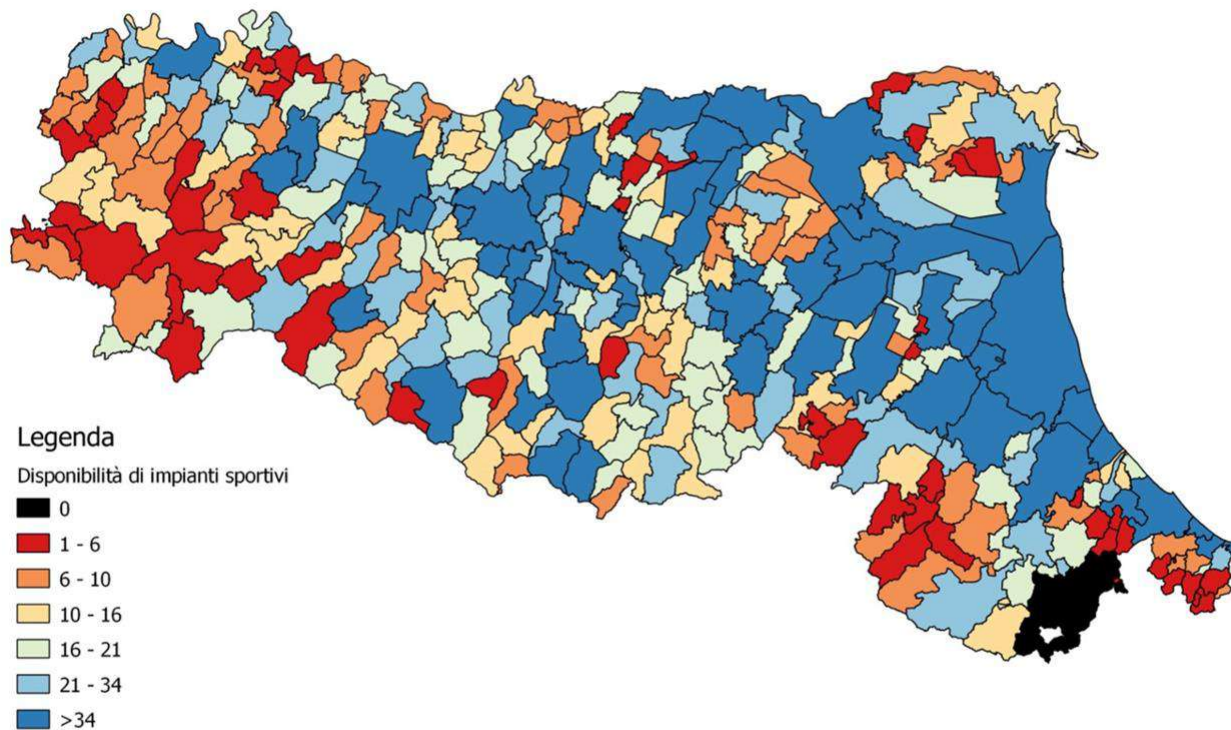 Legenda
Disponibilità di impianti sportivi
0
1 - 6
6 - 10
10 - 16
16 - 21
21 - 34
>34